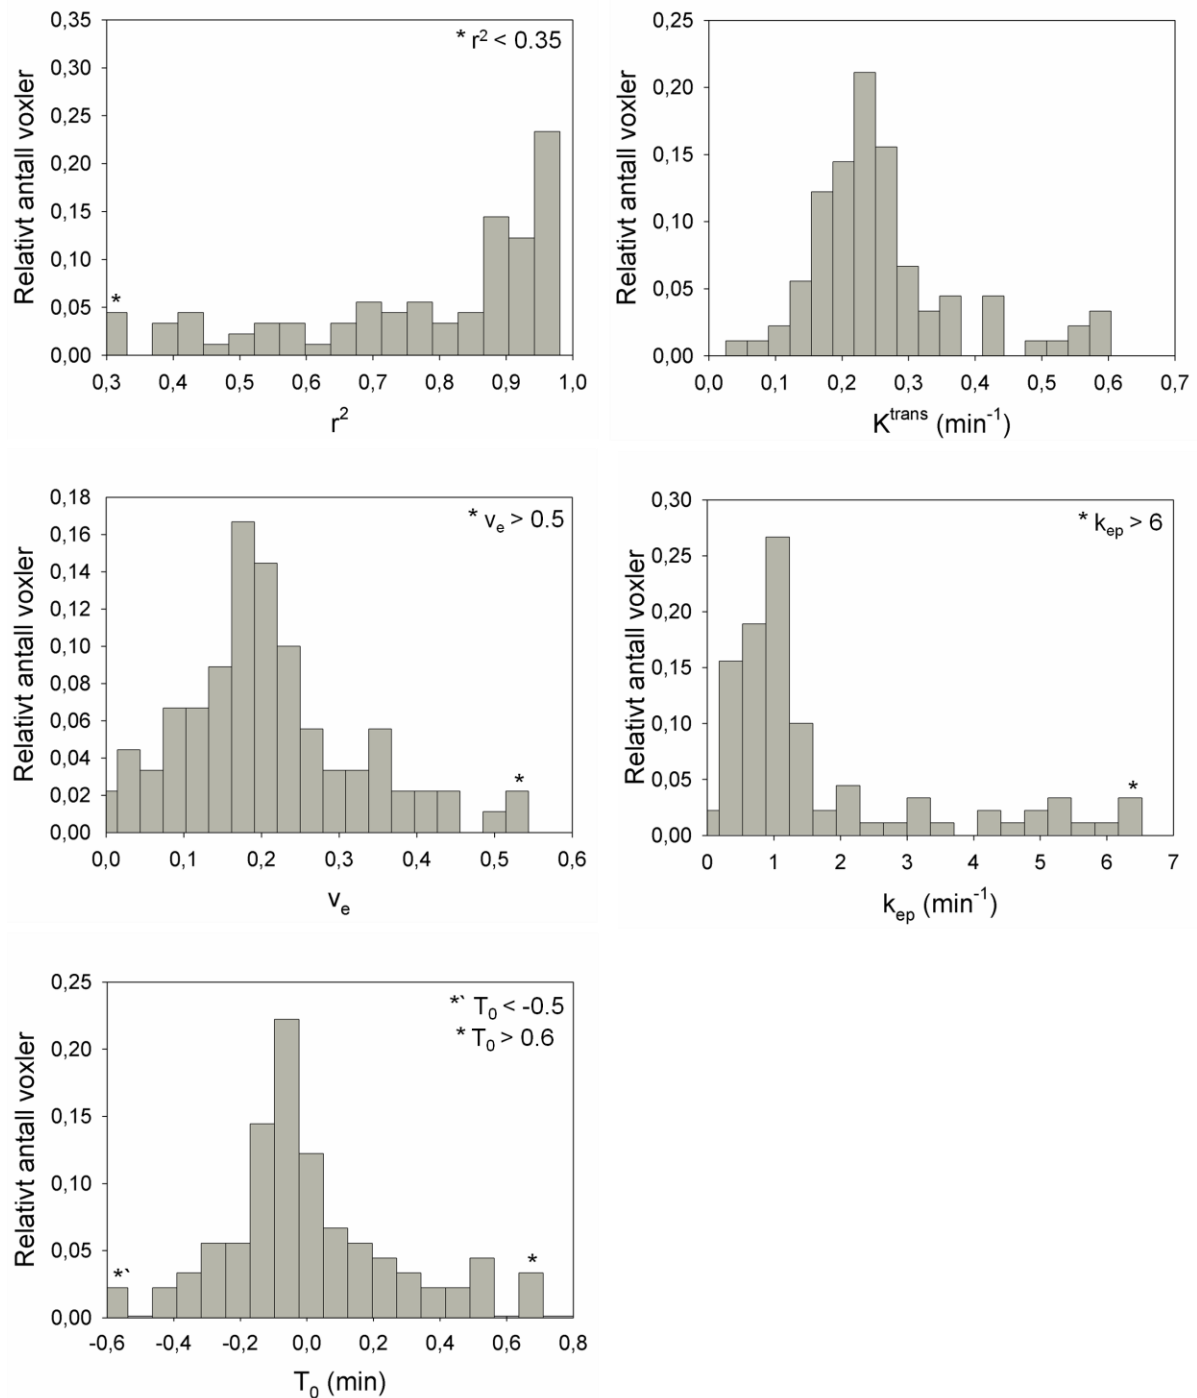 * r² < 0.35
Relativt antall voxler
0,35
0,30
0,25
0,20
0,15
0,10
0,05
0,00
*
0,3 0,4 0,5 0,6 0,7 0,8 0,9 1,0
r²
Relativt antall voxler
0,25
0,20
0,15
0,10
0,05
0,00
0,0 0,1 0,2 0,3 0,4 0,5 0,6 0,7
K^trans (min⁻¹)
* v_e > 0.5
Relativt antall voxler
0,18
0,16
0,14
0,12
0,10
0,08
0,06
0,04
0,02
0,00
*
0,0 0,1 0,2 0,3 0,4 0,5 0,6
v_e
* k_ep > 6
Relativt antall voxler
0,30
0,25
0,20
0,15
0,10
0,05
0,00
*
0 1 2 3 4 5 6 7
k_ep (min⁻¹)
*` T₀ < -0.5
* T₀ > 0.6
Relativt antall voxler
0,25
0,20
0,15
0,10
0,05
0,00
*`
*
-0,6 -0,4 -0,2 0,0 0,2 0,4 0,6 0,8
T₀ (min)